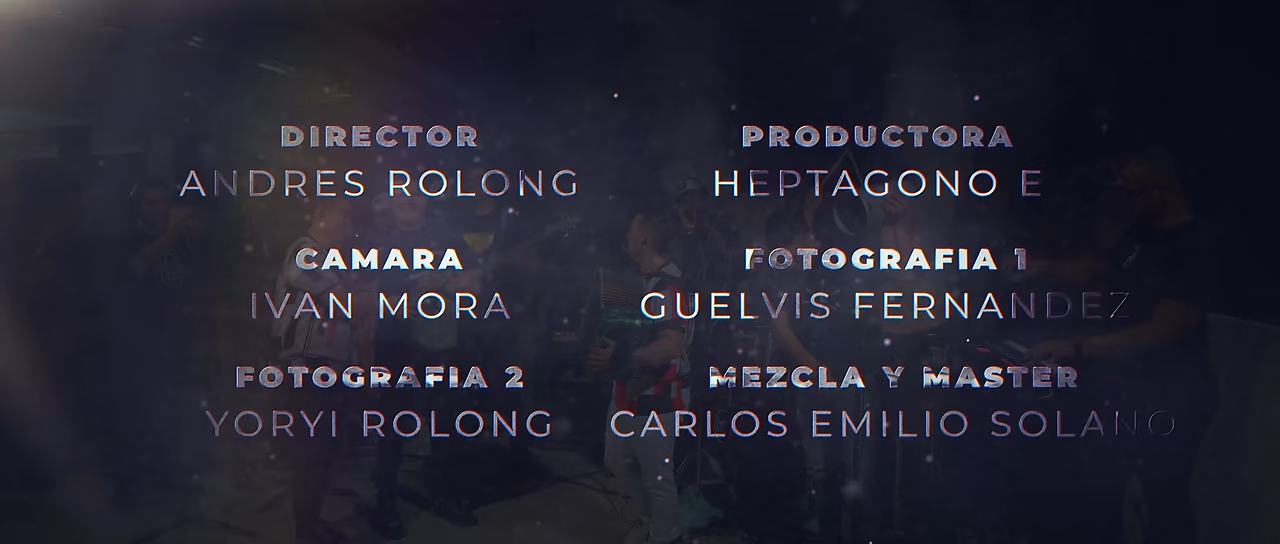 DIRECTOR
ANDRES ROLONG
PRODUCTORA
HEPTAGONO E
CAMARA
IVAN MORA
FOTOGRAFIA 1
GUELVIS FERNANDEZ
FOTOGRAFIA 2
YORYI ROLONG
MEZCLA Y MASTER
CARLOS EMILIO SOLANO